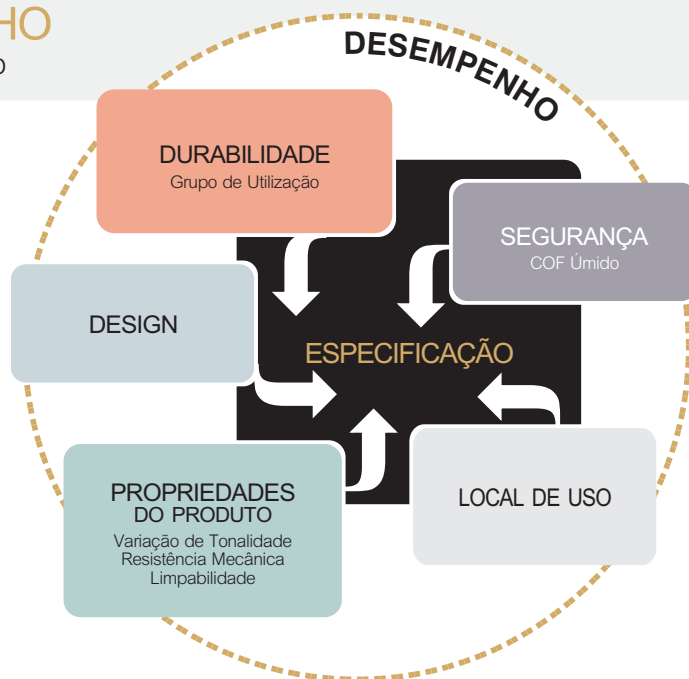 HO
O
DESEMPENHO
DURABILIDADE
Grupo de Utilização
SEGURANÇA
COF Úmido
DESIGN
ESPECIFICAÇÃO
PROPRIEDADES
DO PRODUTO
Variação de Tonalidade
Resistência Mecânica
Limpabilidade
LOCAL DE USO